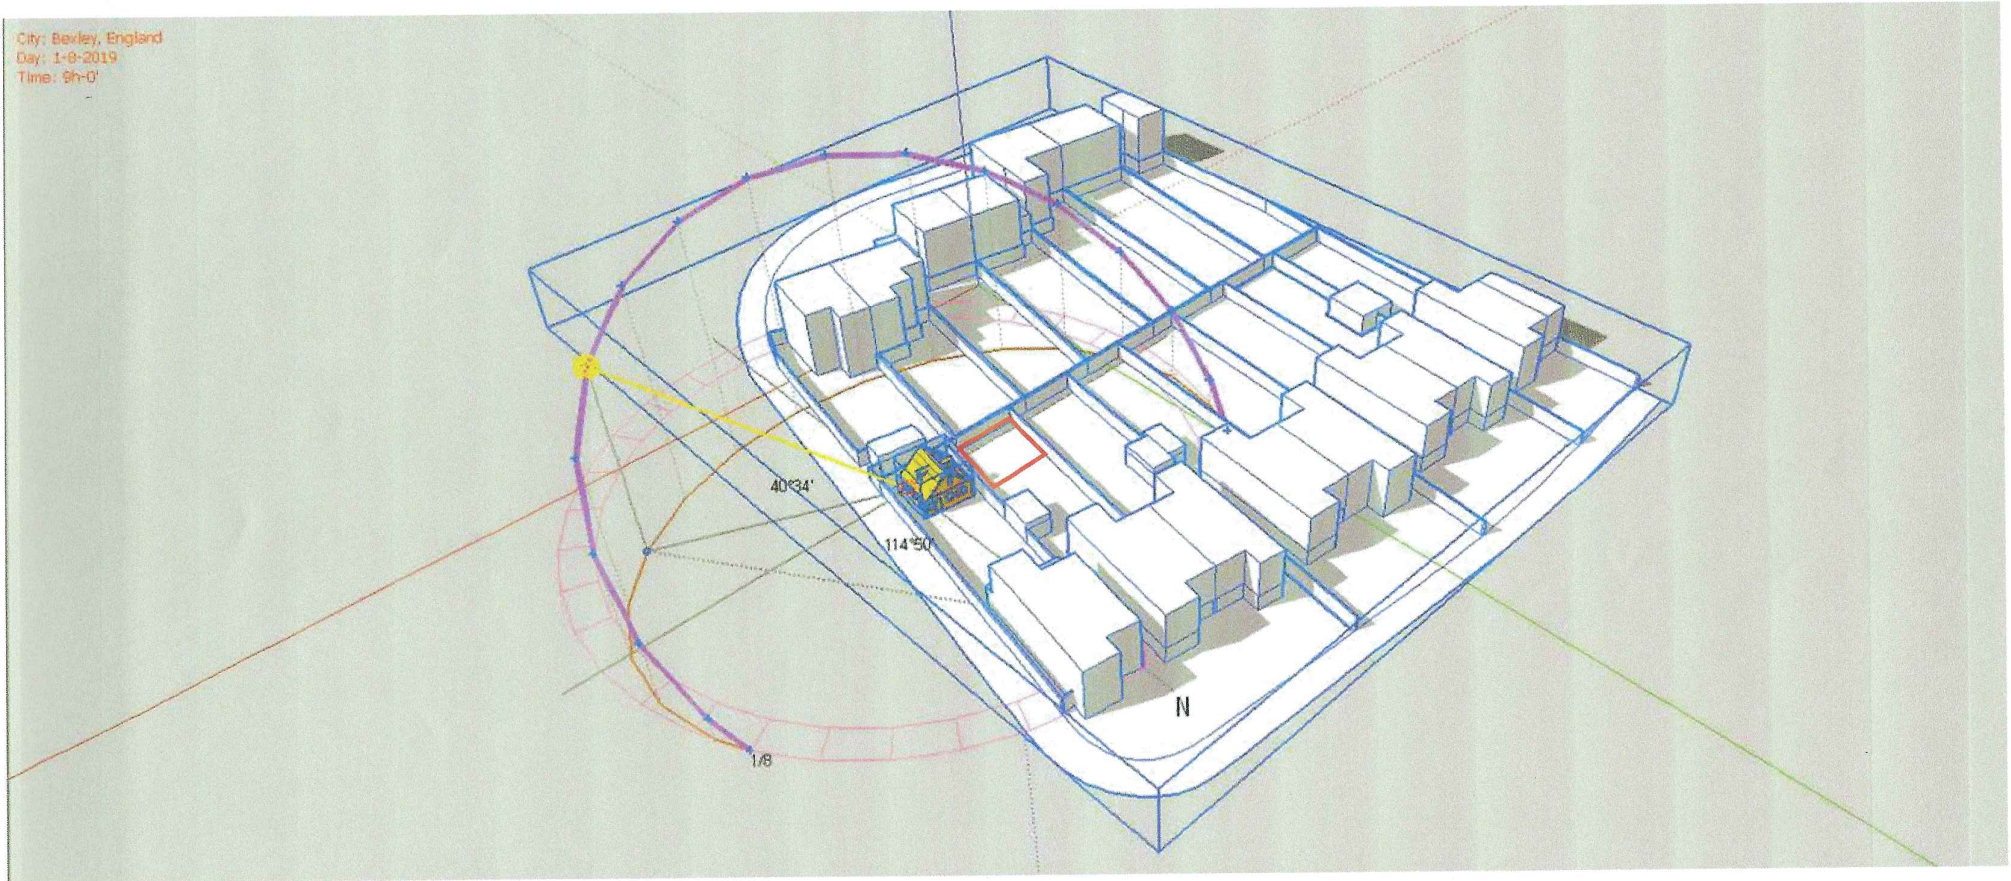 City: Bexley, England
Day: 1-8-2019
Time: 9h-0'
40°34'
114°50'
N
1/8